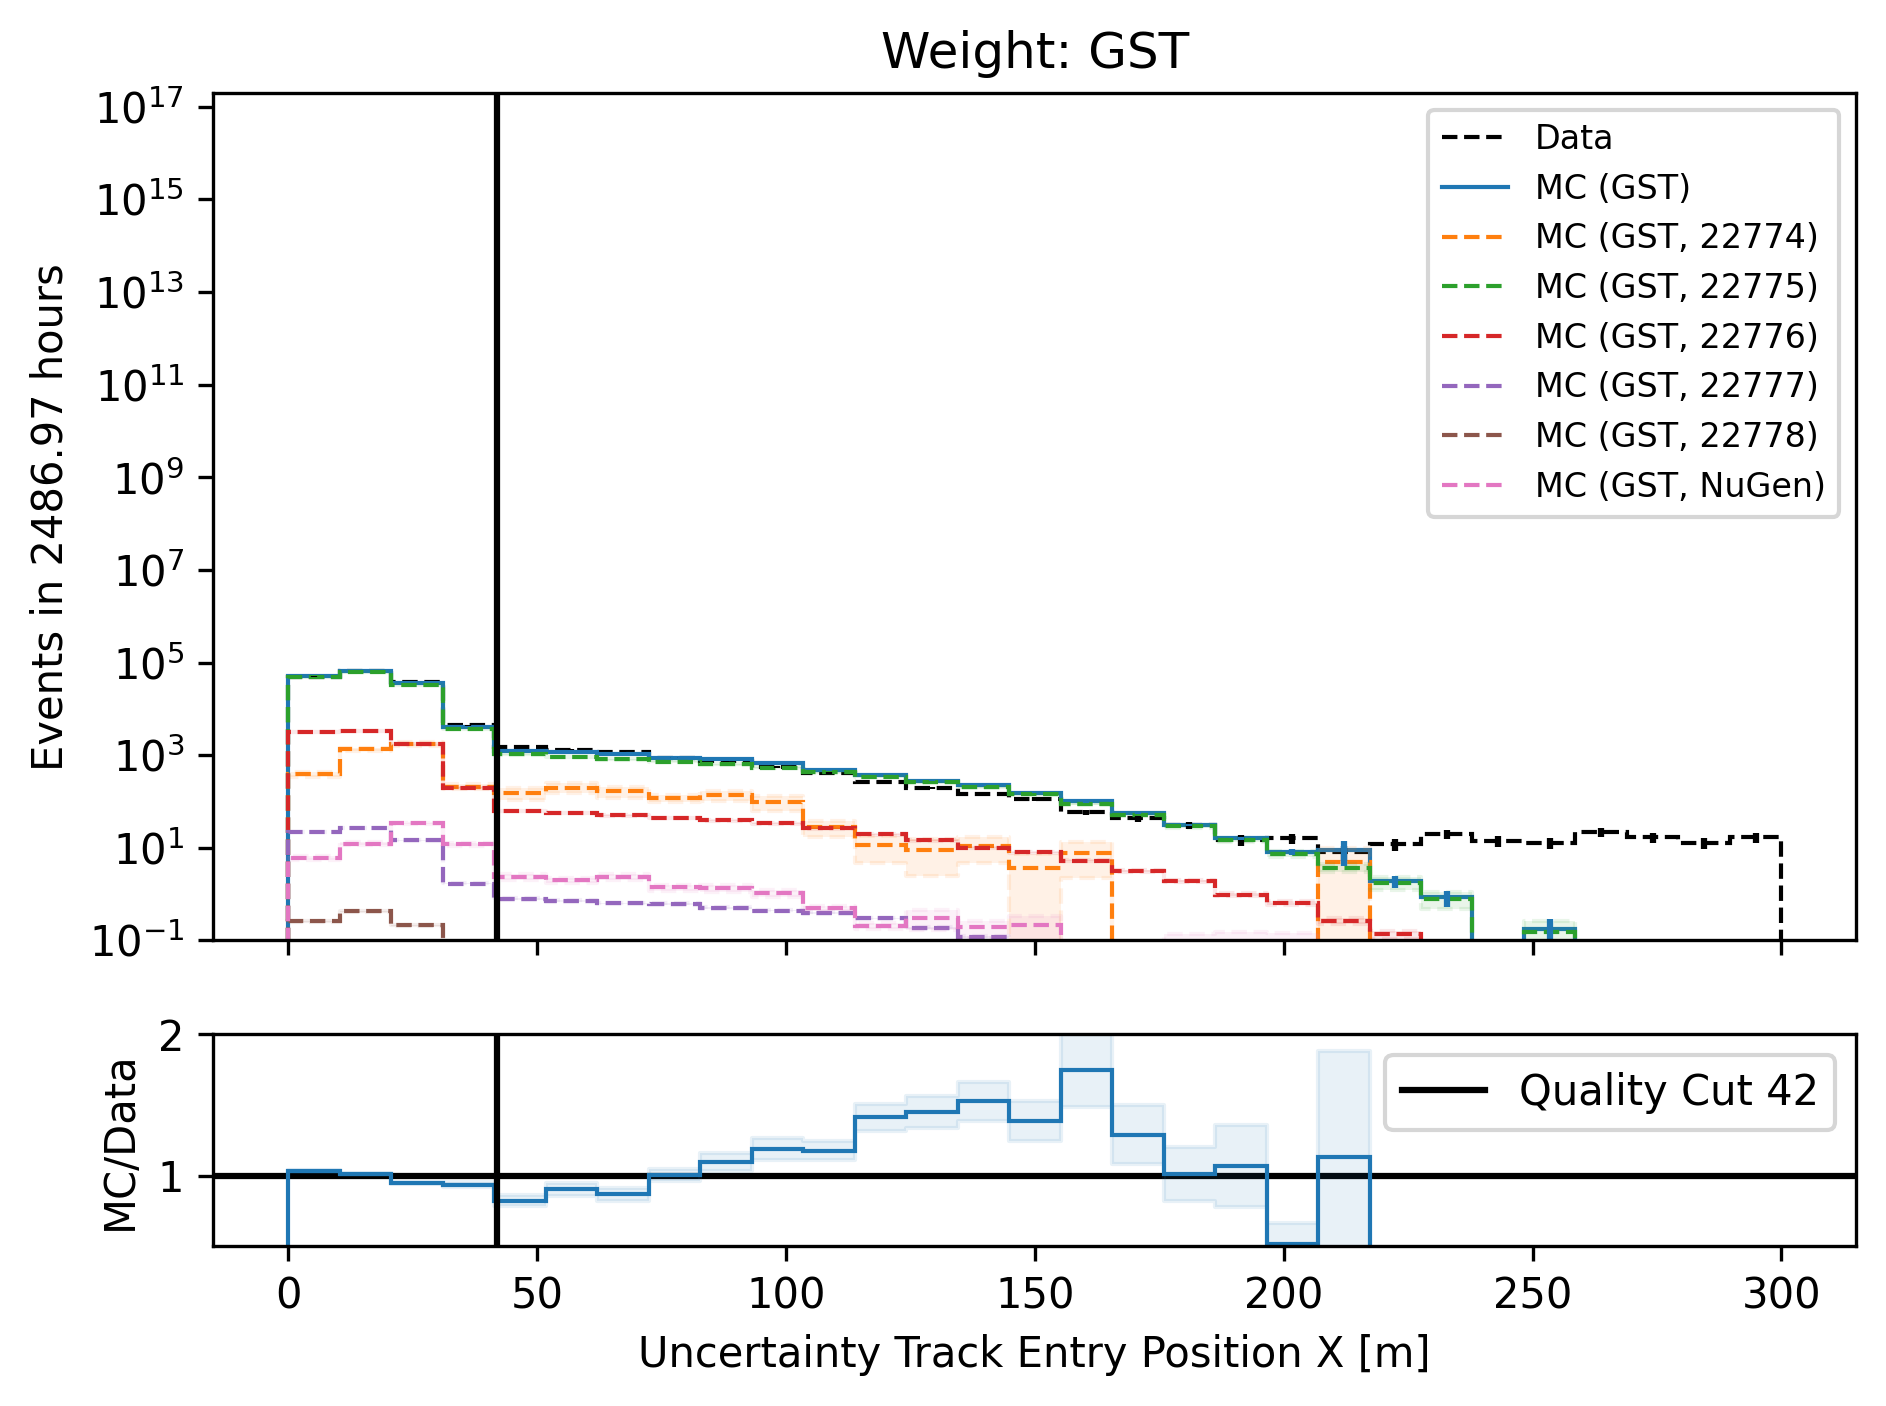 Weight: GST
10^17
10^15
10^13
10^11
10^9
10^7
10^5
10^3
10^1
10^−1
Events in 2486.97 hours
Data
MC (GST)
MC (GST, 22774)
MC (GST, 22775)
MC (GST, 22776)
MC (GST, 22777)
MC (GST, 22778)
MC (GST, NuGen)
2
1
MC/Data
Quality Cut 42
0 50 100 150 200 250 300
Uncertainty Track Entry Position X [m]